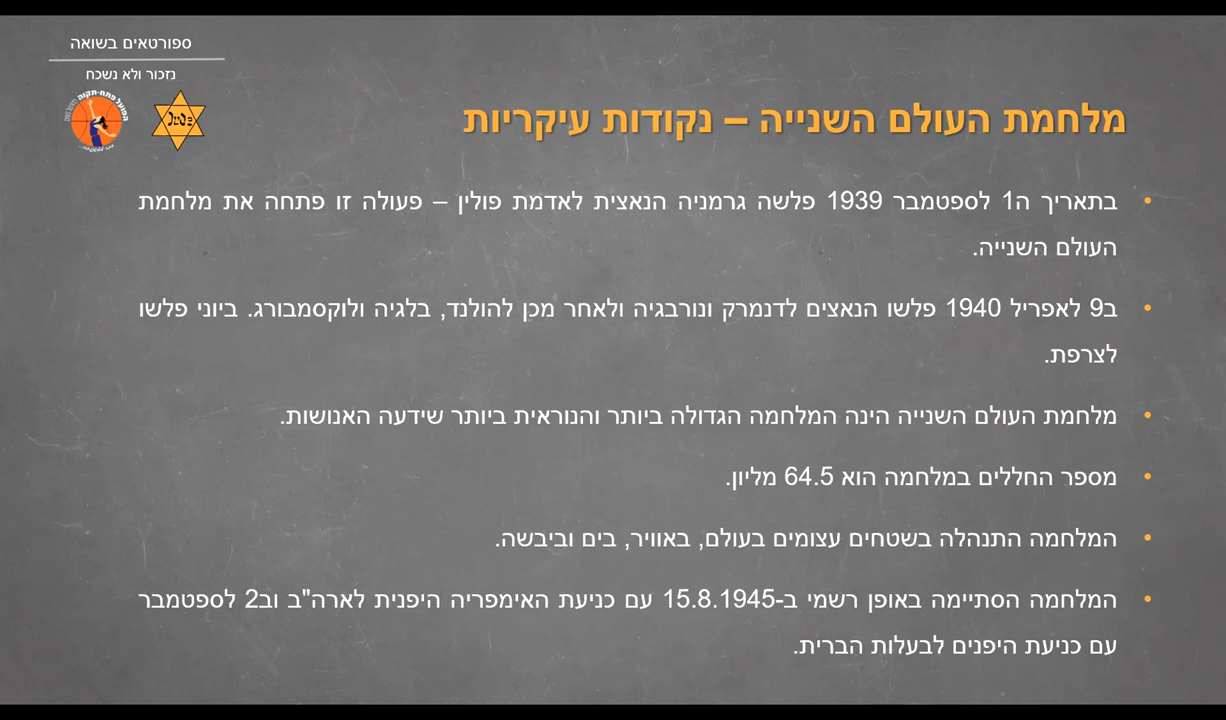 ספורטאים בשואה
נזכור ולא נשכח
Jude
מלחמת העולם השנייה – נקודות עיקריות
• בתאריך ה1 לספטמבר 1939 פלשה גרמניה הנאצית לאדמת פולין – פעולה זו פתחה את מלחמת
העולם השנייה.
• ב9 לאפריל 1940 פלשו הנאצים לדנמרק ונורבגיה ולאחר מכן להולנד, בלגיה ולוקסמבורג. ביוני פלשו
לצרפת.
• מלחמת העולם השנייה הינה המלחמה הגדולה ביותר והנוראית ביותר שידעה האנושות.
• מספר החללים במלחמה הוא 64.5 מליון.
• המלחמה התנהלה בשטחים עצומים בעולם, באוויר, בים וביבשה.
• המלחמה הסתיימה באופן רשמי ב-15.8.1945 עם כניעת האימפריה היפנית לארה"ב וב2 לספטמבר
עם כניעת היפנים לבעלות הברית.